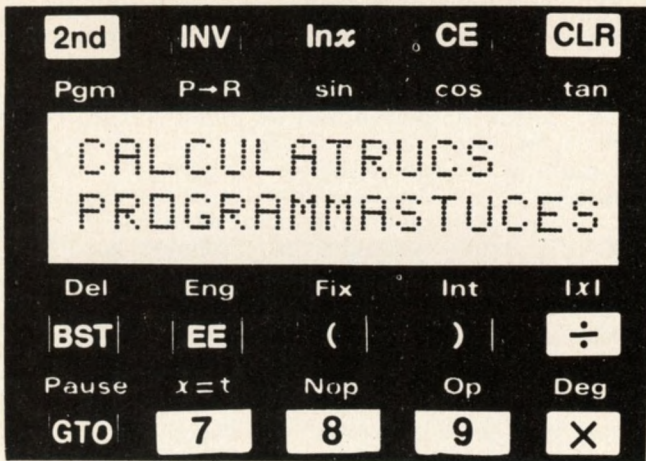 2nd INV lnx CE CLR
Pgm P→R sin cos tan
CALCULATRUCS
PROGRAMMASTUCES
Del Eng Fix Int |x|
BST EE ( ) ÷
Pause x=t Nop Op Deg
GTO 7 8 9 ×